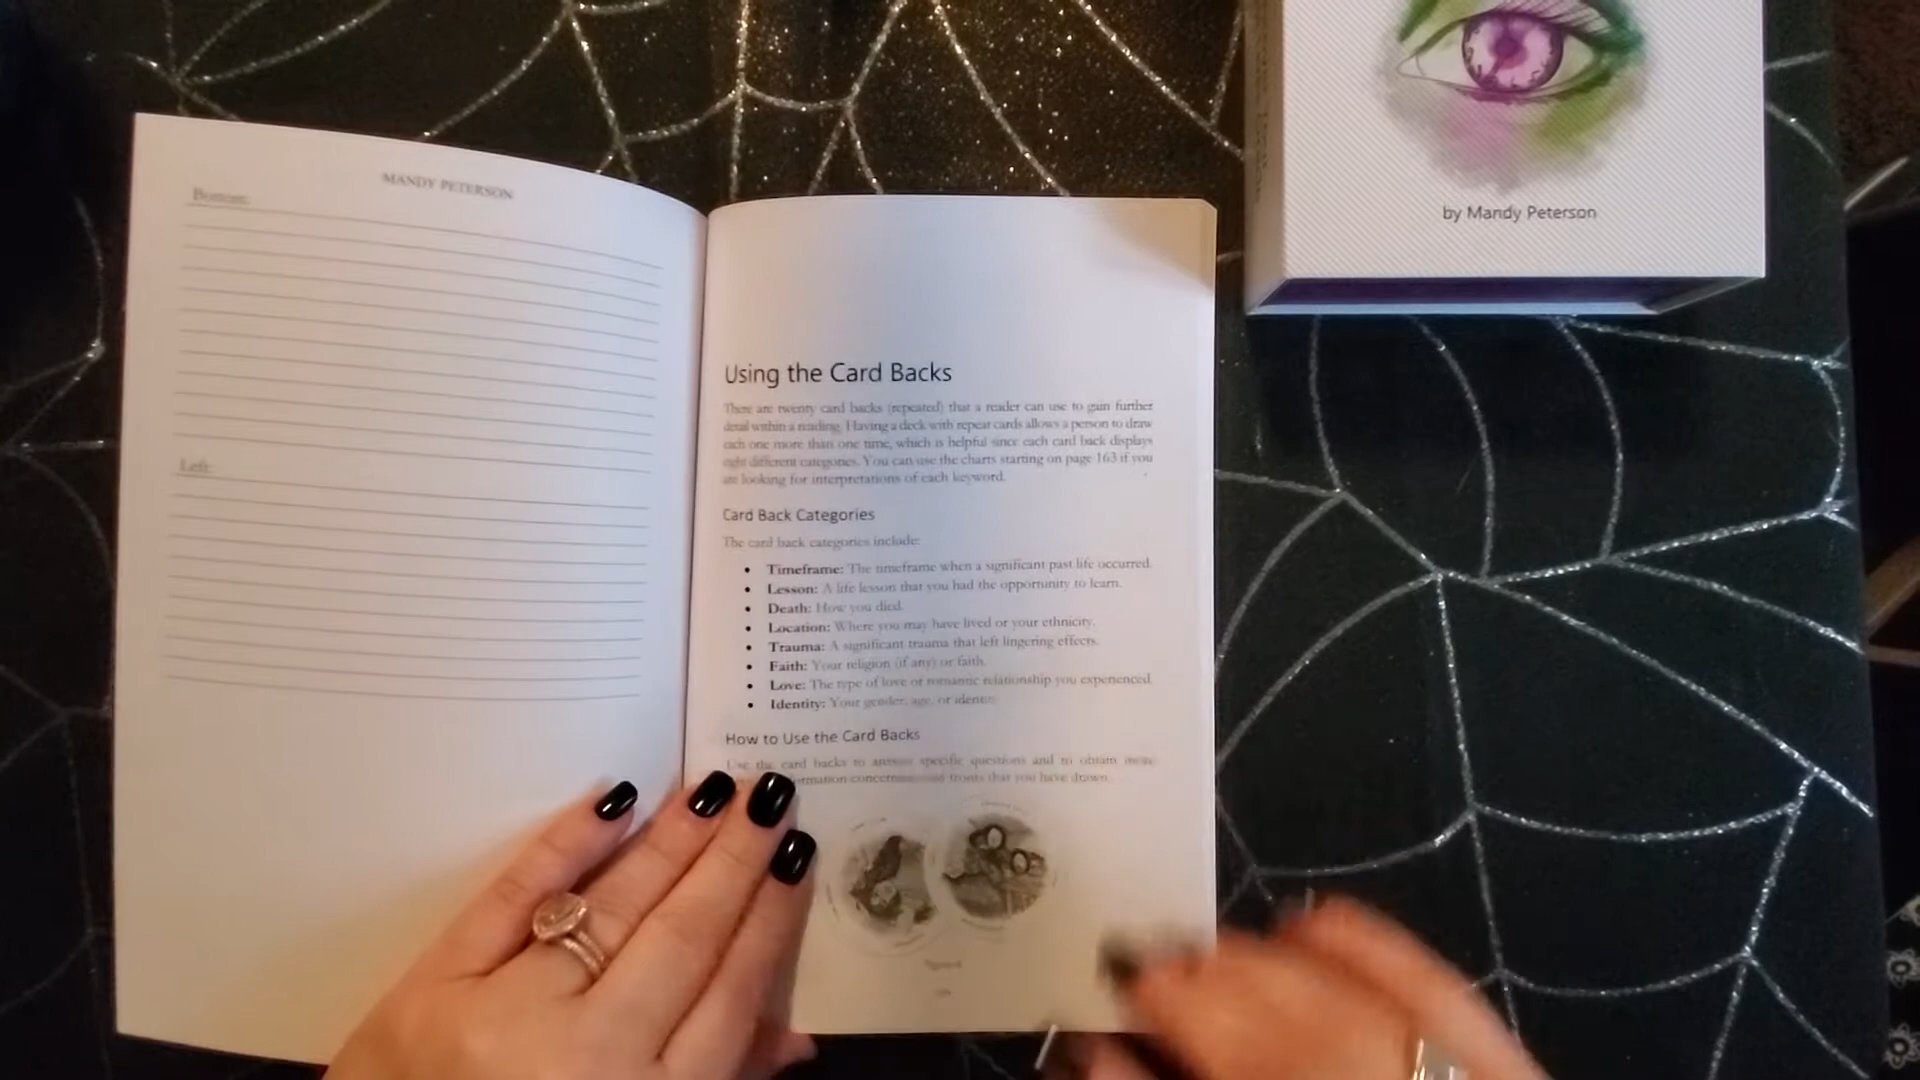 MANDY PETERSON
Bottom:
Left:
Using the Card Backs
There are twenty card backs (repeated) that a reader can use to gain further
detail within a reading. Having a deck with repeat cards allows a person to draw
each one more than one time, which is helpful since each card back displays
eight different categories. You can use the charts starting on page 163 if you
are looking for interpretations of each keyword.
Card Back Categories
The card back categories include:
• Timeframe: The timeframe when a significant past life occurred.
• Lesson: A life lesson that you had the opportunity to learn.
• Death: How you died.
• Location: Where you may have lived or your ethnicity.
• Trauma: A significant trauma that left lingering effects.
• Faith: Your religion (if any) or faith.
• Love: The type of love or romantic relationship you experienced.
• Identity: Your gender, age, or
How to Use the Card Backs
Use the card backs to answer specific questions and to obtain more
fronts that you have drawn.
by Mandy Peterson